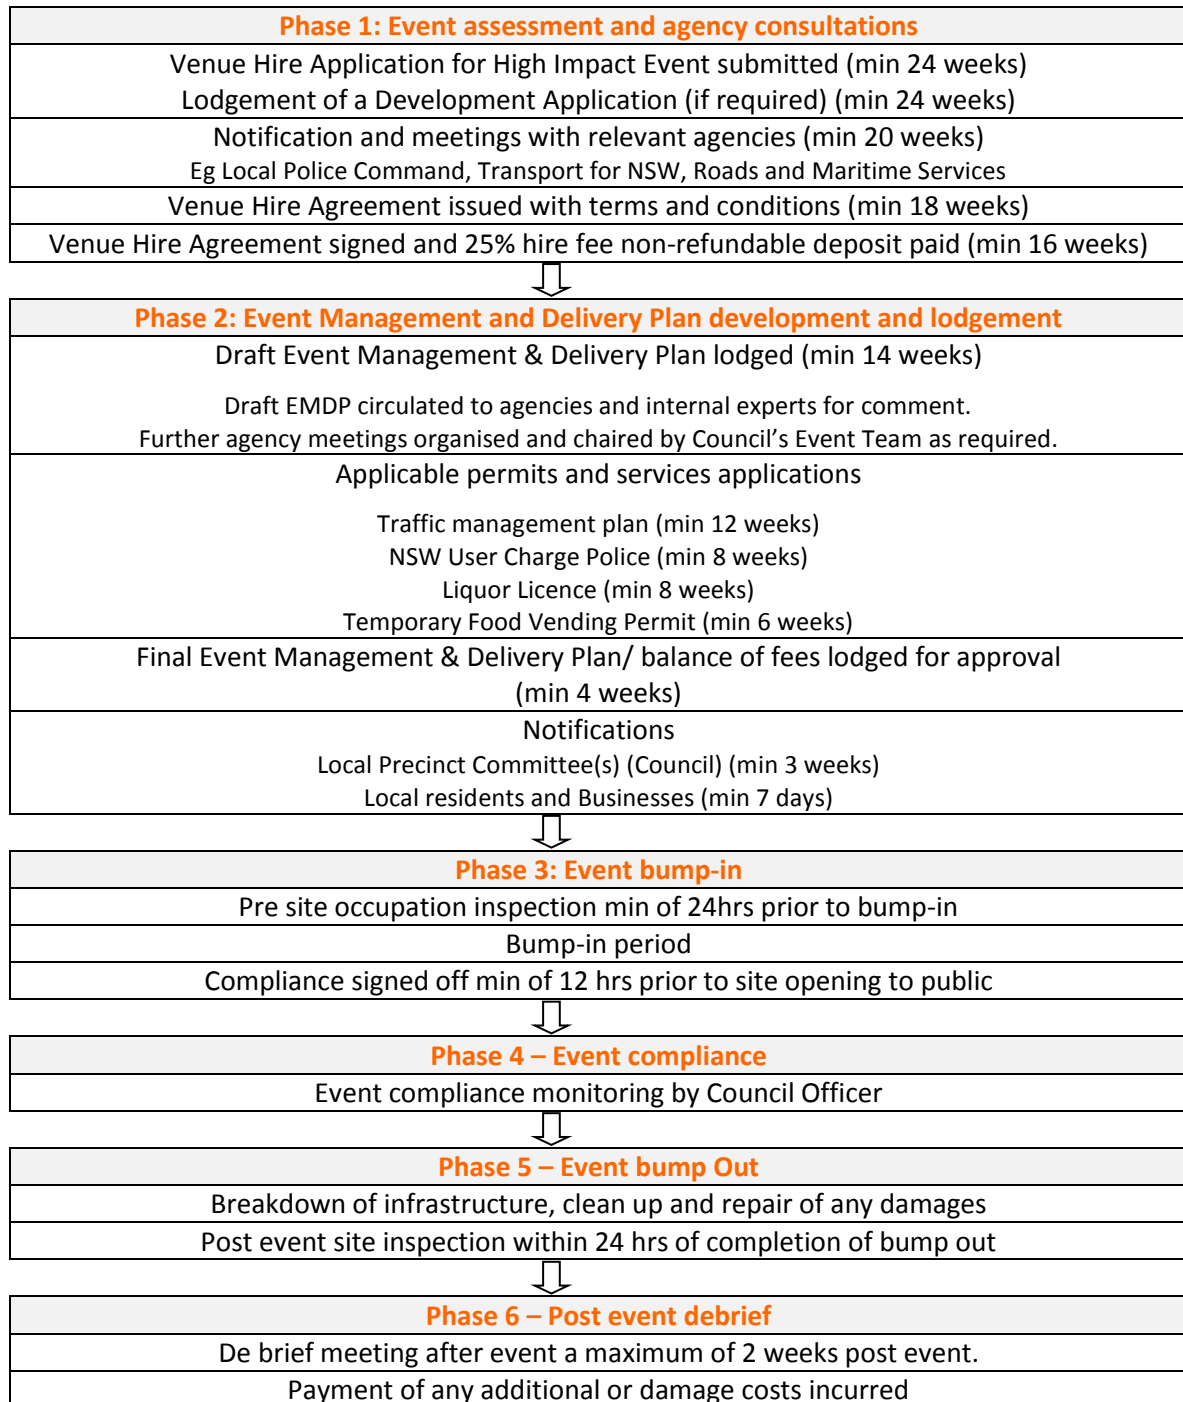 Phase 1: Event assessment and agency consultations
Venue Hire Application for High Impact Event submitted (min 24 weeks)
Lodgement of a Development Application (if required) (min 24 weeks)
Notification and meetings with relevant agencies (min 20 weeks)
Eg Local Police Command, Transport for NSW, Roads and Maritime Services
Venue Hire Agreement issued with terms and conditions (min 18 weeks)
Venue Hire Agreement signed and 25% hire fee non-refundable deposit paid (min 16 weeks)
Phase 2: Event Management and Delivery Plan development and lodgement
Draft Event Management & Delivery Plan lodged (min 14 weeks)
Draft EMDP circulated to agencies and internal experts for comment.
Further agency meetings organised and chaired by Council's Event Team as required.
Applicable permits and services applications
Traffic management plan (min 12 weeks)
NSW User Charge Police (min 8 weeks)
Liquor Licence (min 8 weeks)
Temporary Food Vending Permit (min 6 weeks)
Final Event Management & Delivery Plan/ balance of fees lodged for approval
(min 4 weeks)
Notifications
Local Precinct Committee(s) (Council) (min 3 weeks)
Local residents and Businesses (min 7 days)
Phase 3: Event bump-in
Pre site occupation inspection min of 24hrs prior to bump-in
Bump-in period
Compliance signed off min of 12 hrs prior to site opening to public
Phase 4 – Event compliance
Event compliance monitoring by Council Officer
Phase 5 – Event bump Out
Breakdown of infrastructure, clean up and repair of any damages
Post event site inspection within 24 hrs of completion of bump out
Phase 6 – Post event debrief
De brief meeting after event a maximum of 2 weeks post event.
Payment of any additional or damage costs incurred